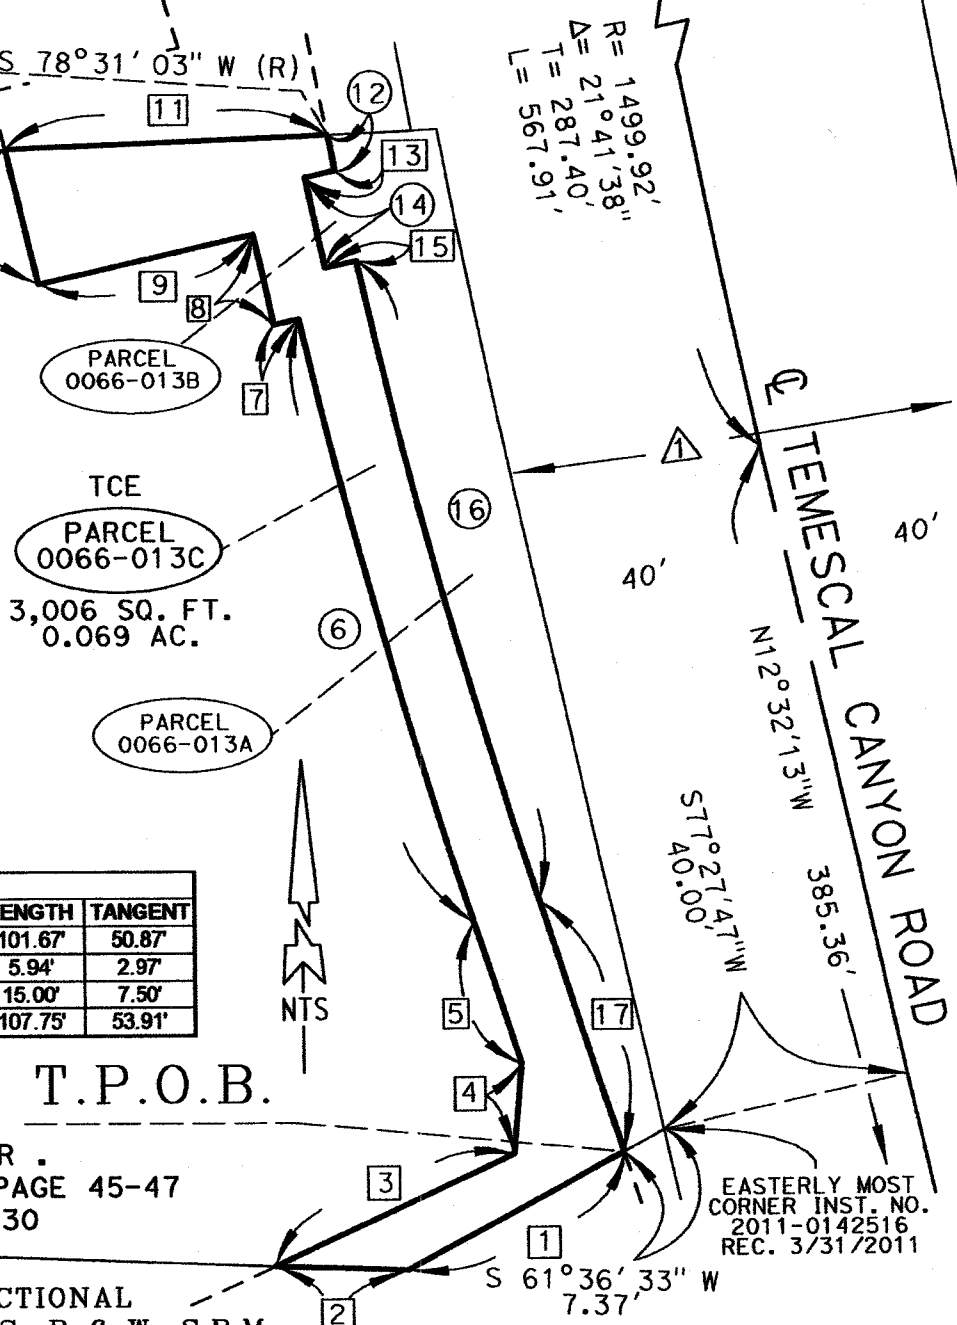 S 78°31'03" W (R)
11
12
13
14
15
R= 1499.92'
Δ= 21°41'38"
T= 287.40'
L= 567.91'
9
8
7
PARCEL
0066-013B
1
℄ TEMESCAL CANYON ROAD
TCE
PARCEL
0066-013C
3,006 SQ. FT.
0.069 AC.
16
6
40'
40'
N12°32'13"W
385.36'
PARCEL
0066-013A
S77°27'47"W
40.00'
ENGTH TANGENT
101.67' 50.87'
5.94' 2.97'
15.00' 7.50'
107.75' 53.91'
NTS
5
17
4
T.P.O.B.
R .
PAGE 45-47
30
3
EASTERLY MOST
CORNER INST. NO.
2011-0142516
REC. 3/31/2011
1
S 61°36'33" W
7.37'
2
CTIONAL